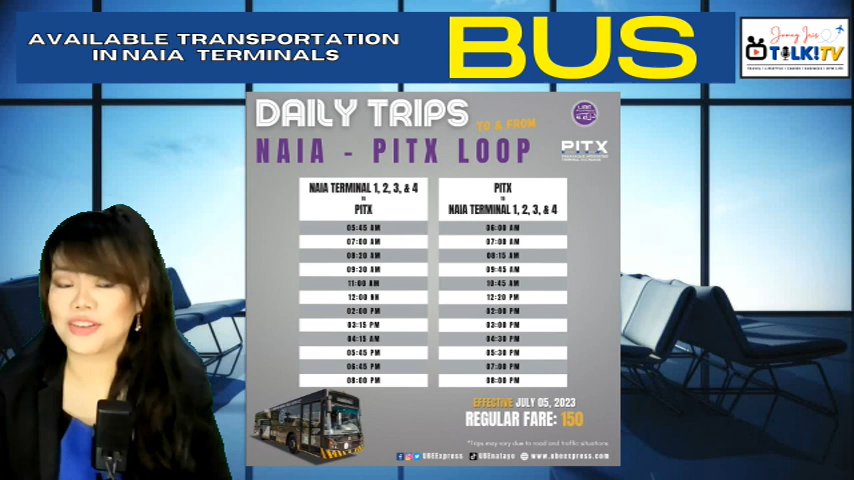 AVAILABLE TRANSPORTATION
IN NAIA TERMINALS
BUS
Jenny Iris
TALK!TV
DAILY TRIPS
TO & FROM
NAIA - PITX LOOP
PITX
NAIA TERMINAL 1, 2, 3, & 4
TO
PITX
05:45 AM
07:00 AM
08:20 AM
09:30 AM
11:00 AM
12:00 NN
02:00 PM
03:15 PM
04:15 AM
05:45 PM
06:45 PM
08:00 PM
PITX
TO
NAIA TERMINAL 1, 2, 3, & 4
06:00 AM
07:00 AM
08:15 AM
09:45 AM
10:45 AM
12:20 PM
02:00 PM
03:00 PM
04:30 PM
05:30 PM
07:00 PM
08:00 PM
EFFECTIVE JULY 05, 2023
REGULAR FARE: 150
*Trips may vary due to road and traffic situations
UBEExpress UBEnatayo www.ubeexpress.com